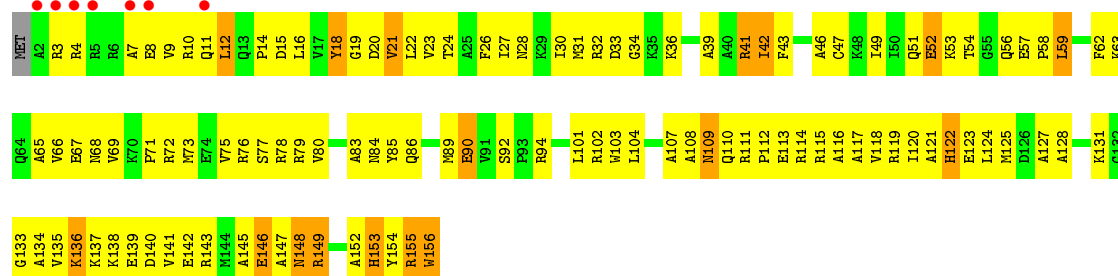 MET A2 R3 R4 R5 R6 A7 E8 V9 R10 Q11 L12 Q13 P14 D15 L16 V17 Y18 G19 D20 V21 L22 V23 T24 A25 F26 I27 N28 K29 I30 M31 R32 D33 G34 K35 K36 A39 A40 R41 I42 F43 A46 C47 K48 I49 I50 Q51 E52 K53 T54 G55 Q56 E57 P58 L59 F62 K63
Q64 A65 V66 E67 N68 V69 K70 P71 R72 M73 E74 V75 R76 S77 R78 R79 V80 A83 N84 Y85 Q86 M89 E90 V91 S92 P93 R94 L101 R102 W103 L104 A107 A108 N109 Q110 R111 P112 E113 R114 R115 A116 A117 V118 R119 I120 A121 H122 E123 L124 M125 D126 A127 A128 K131 G132
G133 A134 V135 K136 K137 K138 E139 D140 V141 E142 R143 M144 A145 E146 A147 N148 R149 A152 H153 Y154 R155 W156